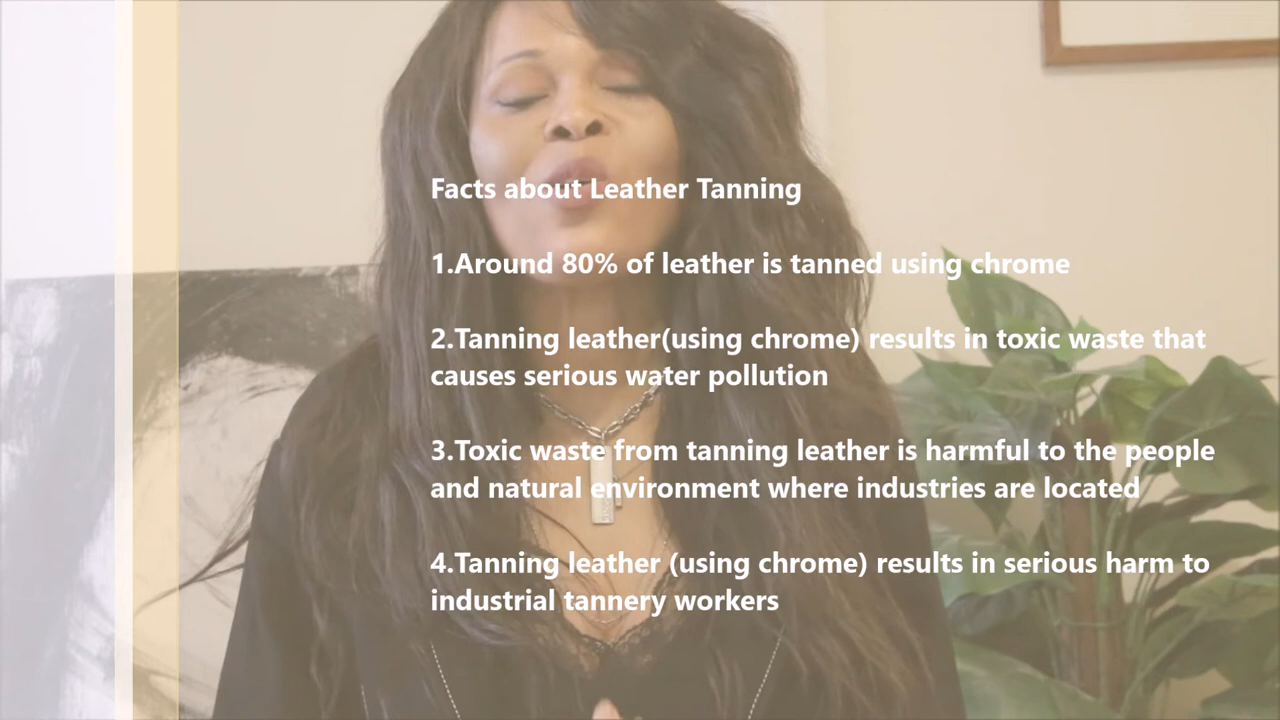 Facts about Leather Tanning
1.Around 80% of leather is tanned using chrome
2.Tanning leather(using chrome) results in toxic waste that
causes serious water pollution
3.Toxic waste from tanning leather is harmful to the people
and natural environment where industries are located
4.Tanning leather (using chrome) results in serious harm to
industrial tannery workers